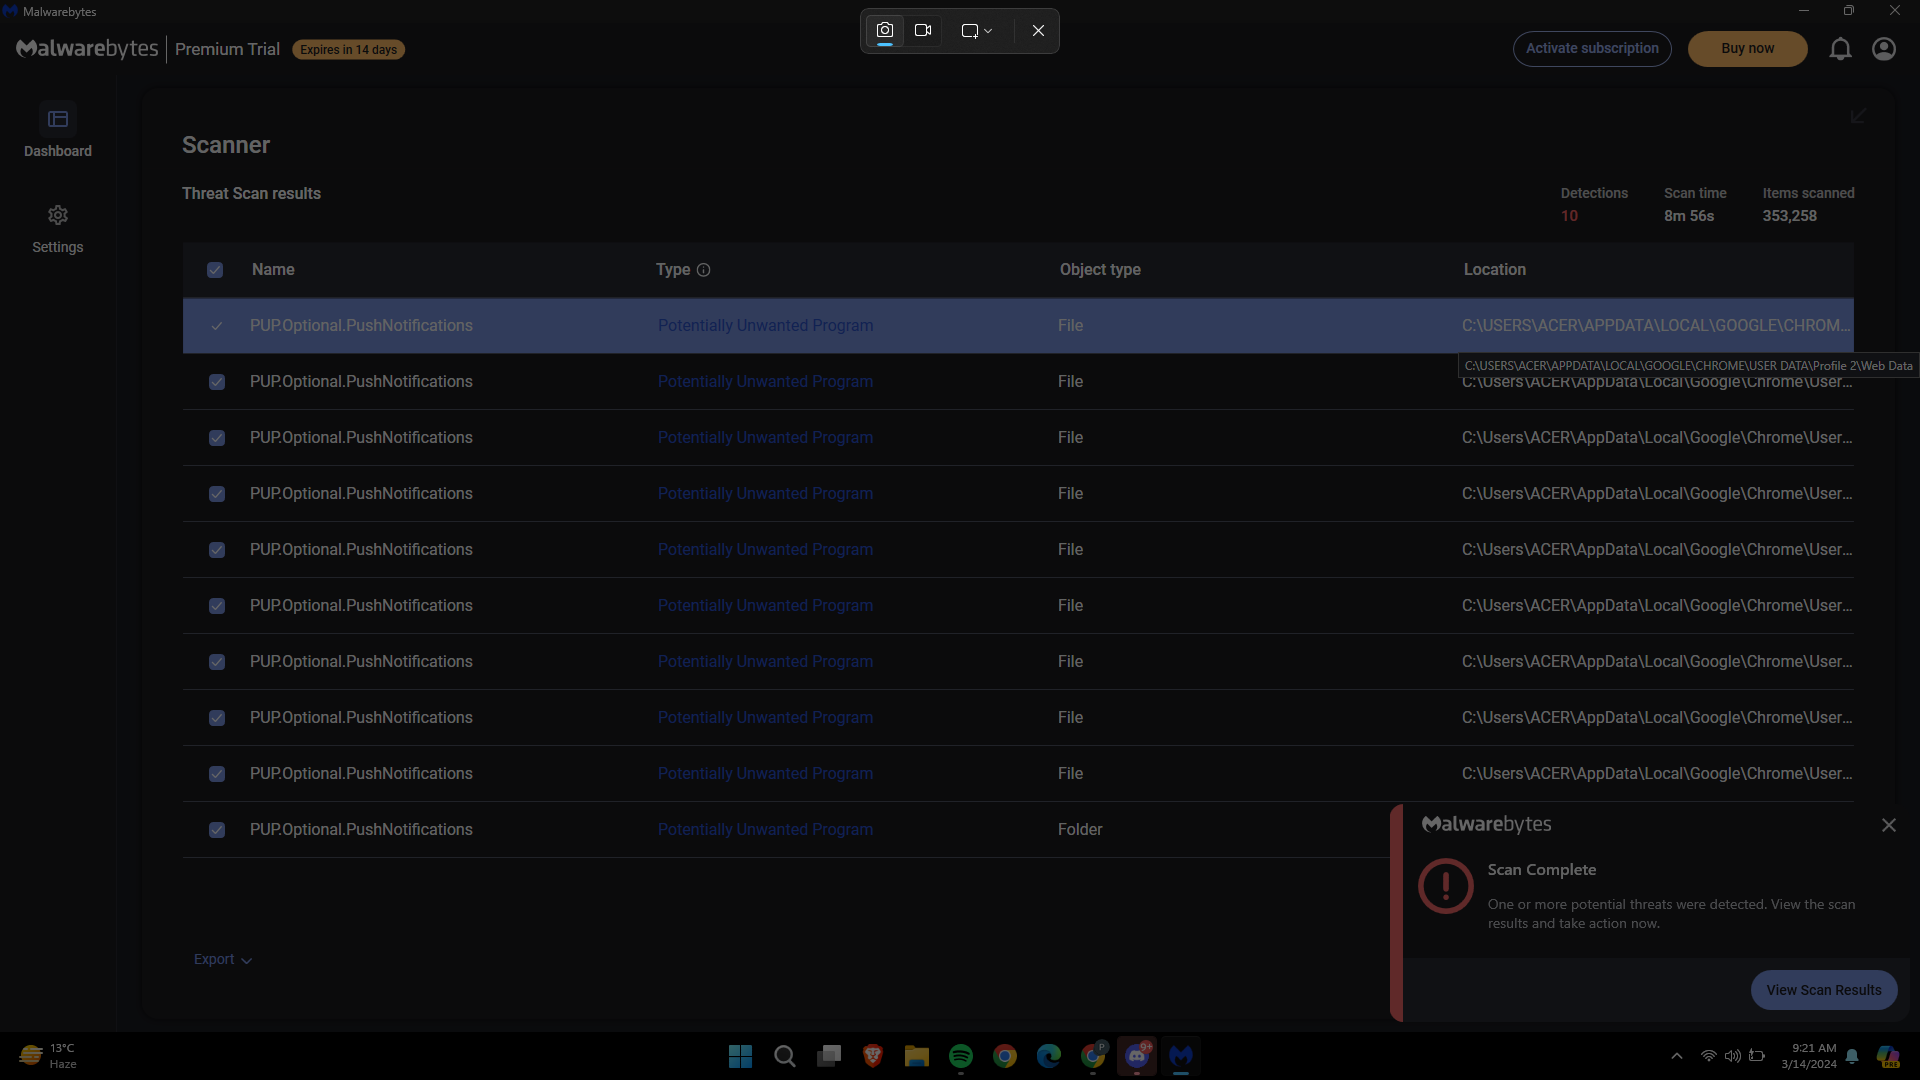 Malwarebytes
Malwarebytes Premium Trial Expires in 14 days
Activate subscription
Buy now
Dashboard
Settings
Scanner
Threat Scan results
Detections Scan time Items scanned
10 8m 56s 353,258
Name Type Object type Location
PUP.Optional.PushNotifications Potentially Unwanted Program File C:\USERS\ACER\APPDATA\LOCAL\GOOGLE\CHROM...
C:\USERS\ACER\APPDATA\LOCAL\GOOGLE\CHROME\USER DATA\Profile 2\Web Data
PUP.Optional.PushNotifications Potentially Unwanted Program File C:\Users\ACER\AppData\Local\Google\Chrome\User...
PUP.Optional.PushNotifications Potentially Unwanted Program File C:\Users\ACER\AppData\Local\Google\Chrome\User...
PUP.Optional.PushNotifications Potentially Unwanted Program File C:\Users\ACER\AppData\Local\Google\Chrome\User...
PUP.Optional.PushNotifications Potentially Unwanted Program File C:\Users\ACER\AppData\Local\Google\Chrome\User...
PUP.Optional.PushNotifications Potentially Unwanted Program File C:\Users\ACER\AppData\Local\Google\Chrome\User...
PUP.Optional.PushNotifications Potentially Unwanted Program File C:\Users\ACER\AppData\Local\Google\Chrome\User...
PUP.Optional.PushNotifications Potentially Unwanted Program File C:\Users\ACER\AppData\Local\Google\Chrome\User...
PUP.Optional.PushNotifications Potentially Unwanted Program File C:\Users\ACER\AppData\Local\Google\Chrome\User...
PUP.Optional.PushNotifications Potentially Unwanted Program Folder
Malwarebytes
Scan Complete
One or more potential threats were detected. View the scan
results and take action now.
View Scan Results
Export
13°C
Haze
P
9+
9:21 AM
3/14/2024
PRE